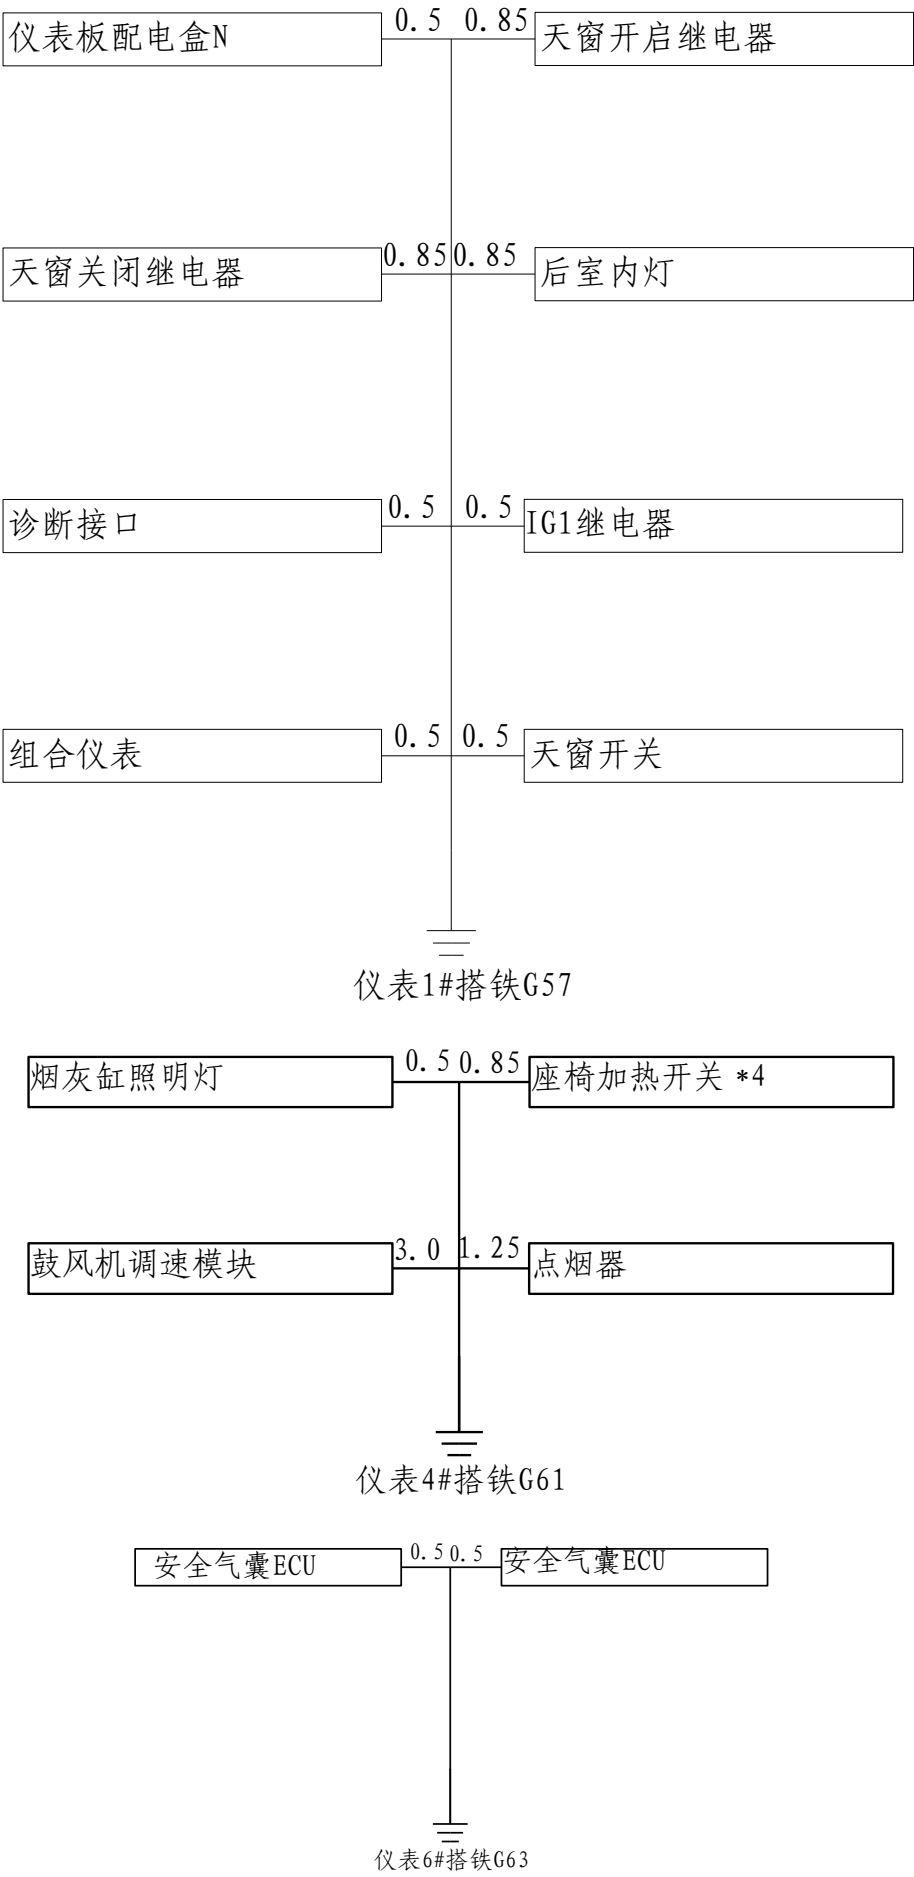 仪表板配电盒N 0.5 0.85 天窗开启继电器
天窗关闭继电器 0.85 0.85 后室内灯
诊断接口 0.5 0.5 IG1继电器
组合仪表 0.5 0.5 天窗开关
仪表1#搭铁G57
烟灰缸照明灯 0.5 0.85 座椅加热开关 *4
鼓风机调速模块 3.0 1.25 点烟器
仪表4#搭铁G61
安全气囊ECU 0.5 0.5 安全气囊ECU
仪表6#搭铁G63